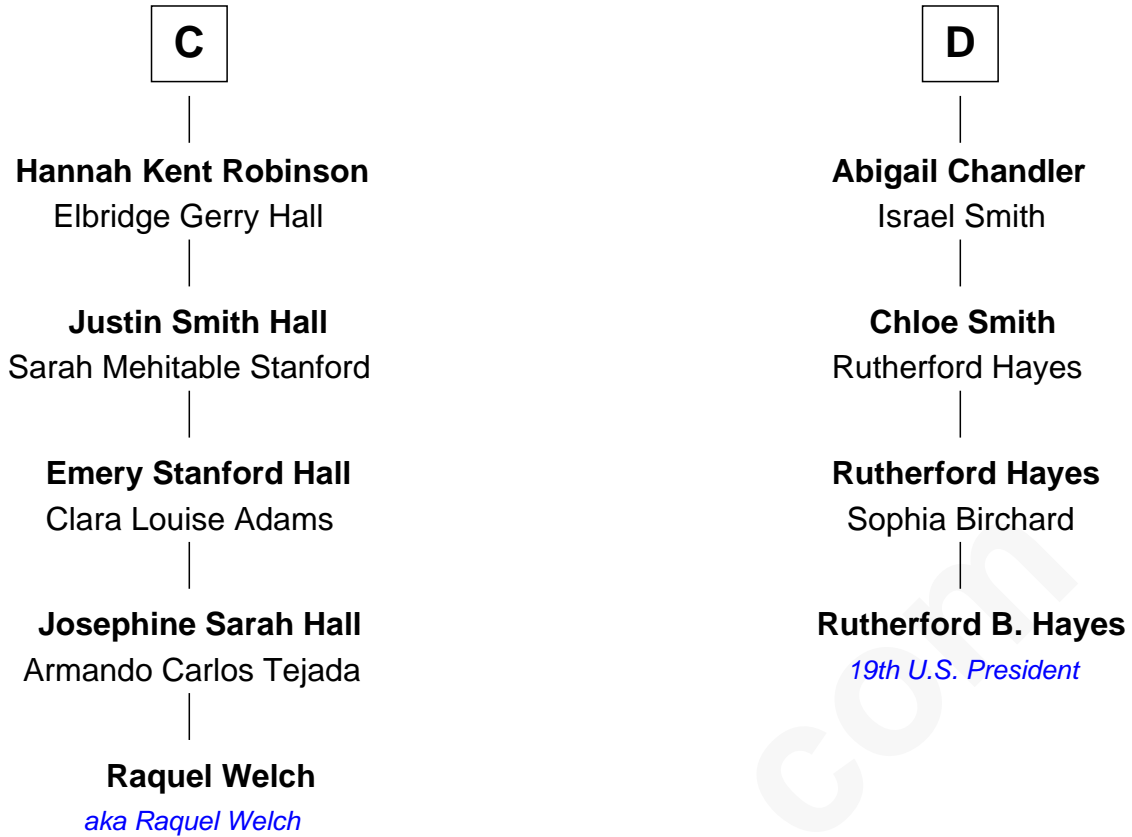 C
Hannah Kent Robinson
Elbridge Gerry Hall
Justin Smith Hall
Sarah Mehitable Stanford
Emery Stanford Hall
Clara Louise Adams
Josephine Sarah Hall
Armando Carlos Tejada
Raquel Welch
aka Raquel Welch
D
Abigail Chandler
Israel Smith
Chloe Smith
Rutherford Hayes
Rutherford Hayes
Sophia Birchard
Rutherford B. Hayes
19th U.S. President
com